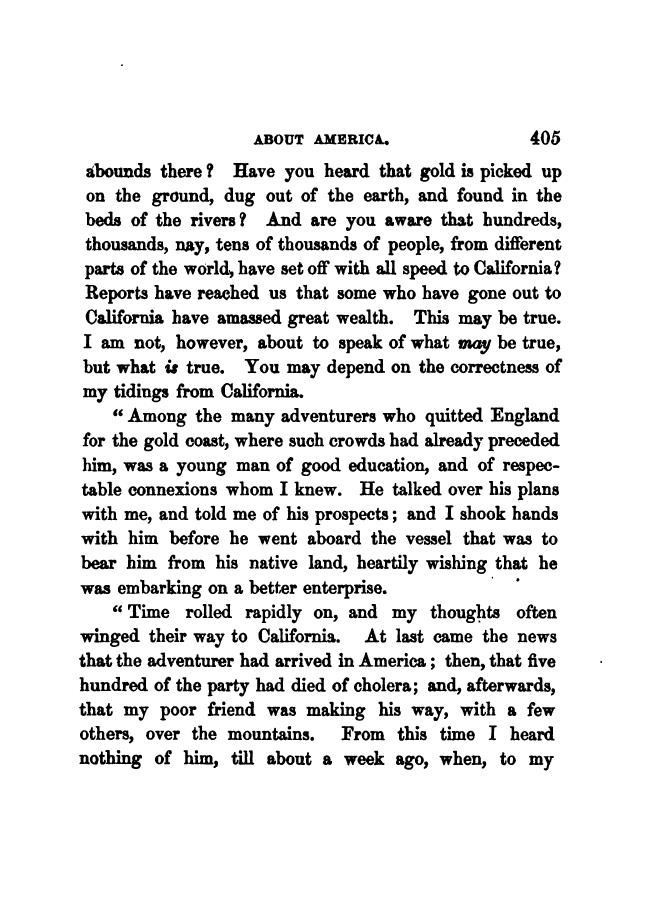 ABOUT AMERICA. 405
abounds there? Have you heard that gold is picked up
on the ground, dug out of the earth, and found in the
beds of the rivers? And are you aware that hundreds,
thousands, nay, tens of thousands of people, from different
parts of the world, have set off with all speed to California?
Reports have reached us that some who have gone out to
California have amassed great wealth. This may be true.
I am not, however, about to speak of what may be true,
but what is true. You may depend on the correctness of
my tidings from California.
“Among the many adventurers who quitted England
for the gold coast, where such crowds had already preceded
him, was a young man of good education, and of respec-
table connexions whom I knew. He talked over his plans
with me, and told me of his prospects; and I shook hands
with him before he went aboard the vessel that was to
bear him from his native land, heartily wishing that he
was embarking on a better enterprise.
“Time rolled rapidly on, and my thoughts often
winged their way to California. At last came the news
that the adventurer had arrived in America; then, that five
hundred of the party had died of cholera; and, afterwards,
that my poor friend was making his way, with a few
others, over the mountains. From this time I heard
nothing of him, till about a week ago, when, to my